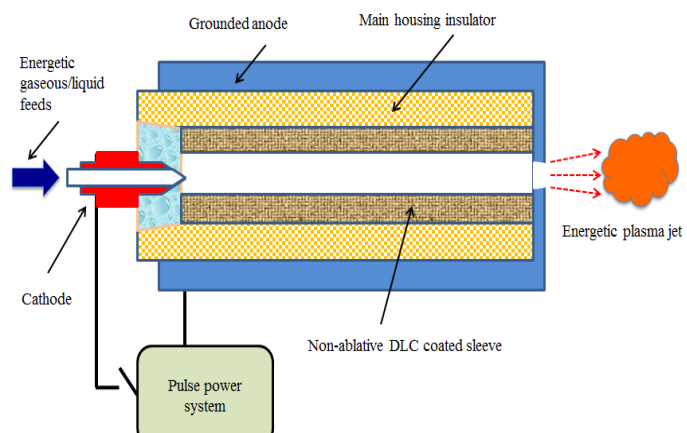 Grounded anode
Main housing insulator
Energetic
gaseous/liquid
feeds
Energetic plasma jet
Cathode
Non-ablative DLC coated sleeve
Pulse power
system